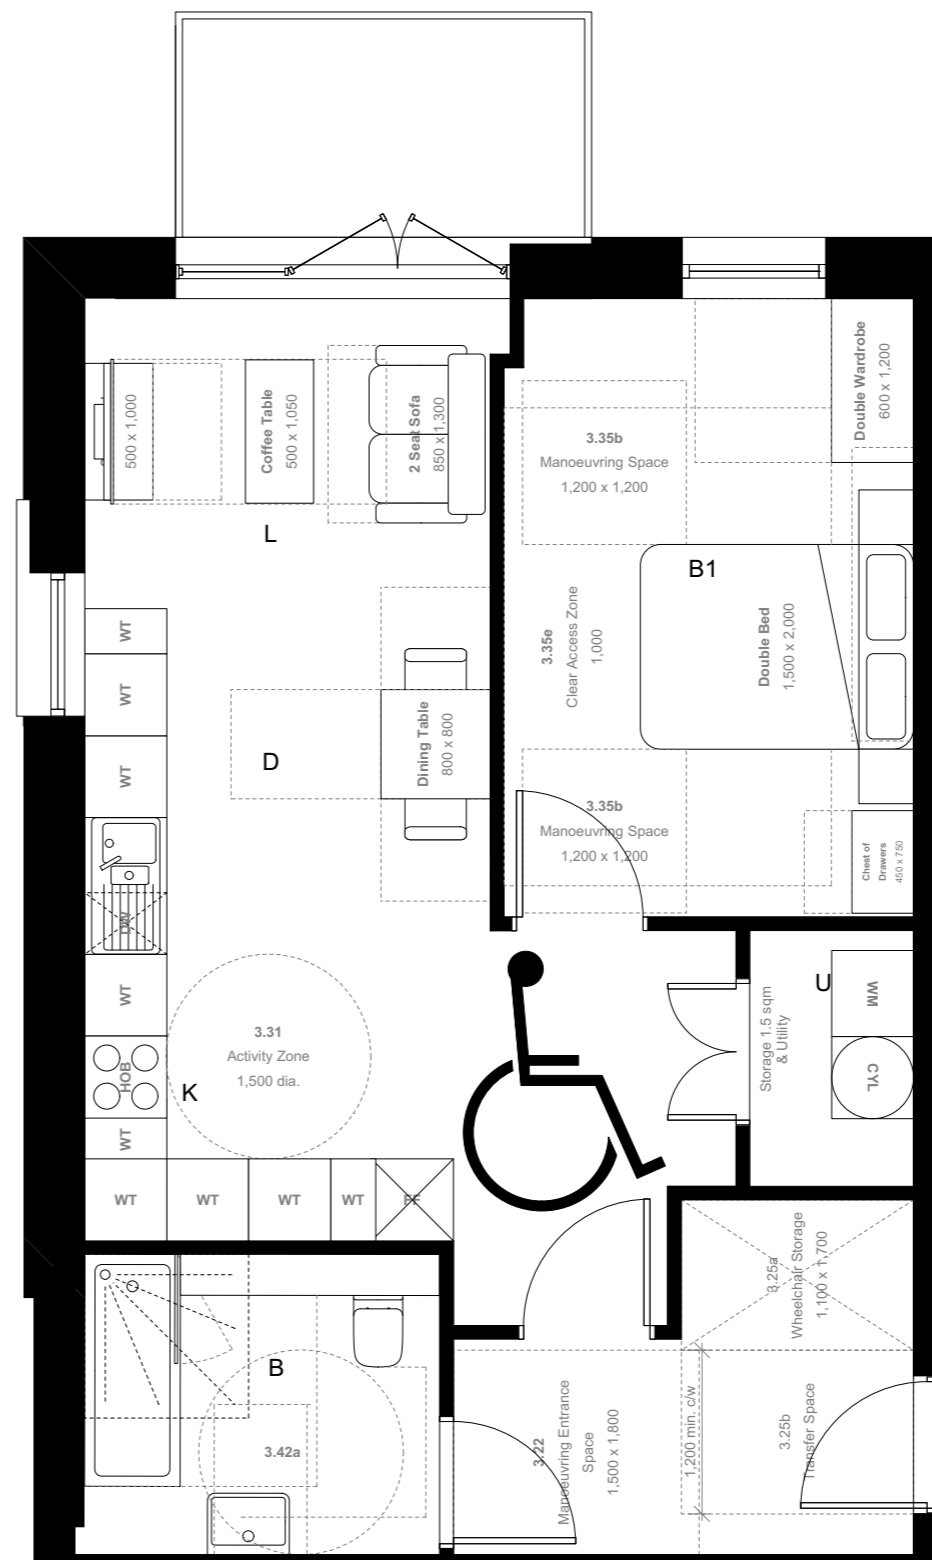 500 x 1,000
Coffee Table
500 x 1,050
2 Seat Sofa
850 x 1,300
L
3.35b
Manoeuvring Space
1,200 x 1,200
Double Wardrobe
600 x 1,200
B1
3.35e
Clear Access Zone
1,000
Double Bed
1,500 x 2,000
WT
WT
WT
D
Dining Table
800 x 800
3.35b
Manoeuvring Space
1,200 x 1,200
Chest of
Drawers
450 x 750
DW
WT
HOB
WT
3.31
Activity Zone
1,500 dia.
K
U
WM
CYL
Storage 1.5 sqm
& Utility
WT
WT
WT
WT
FF
3.25a
Wheelchair Storage
1,100 x 1,700
B
3.42a
3.22
Manoeuvring Entrance
Space
1,500 x 1,800
1,200 min. c/w
3.25b
Transfer Space